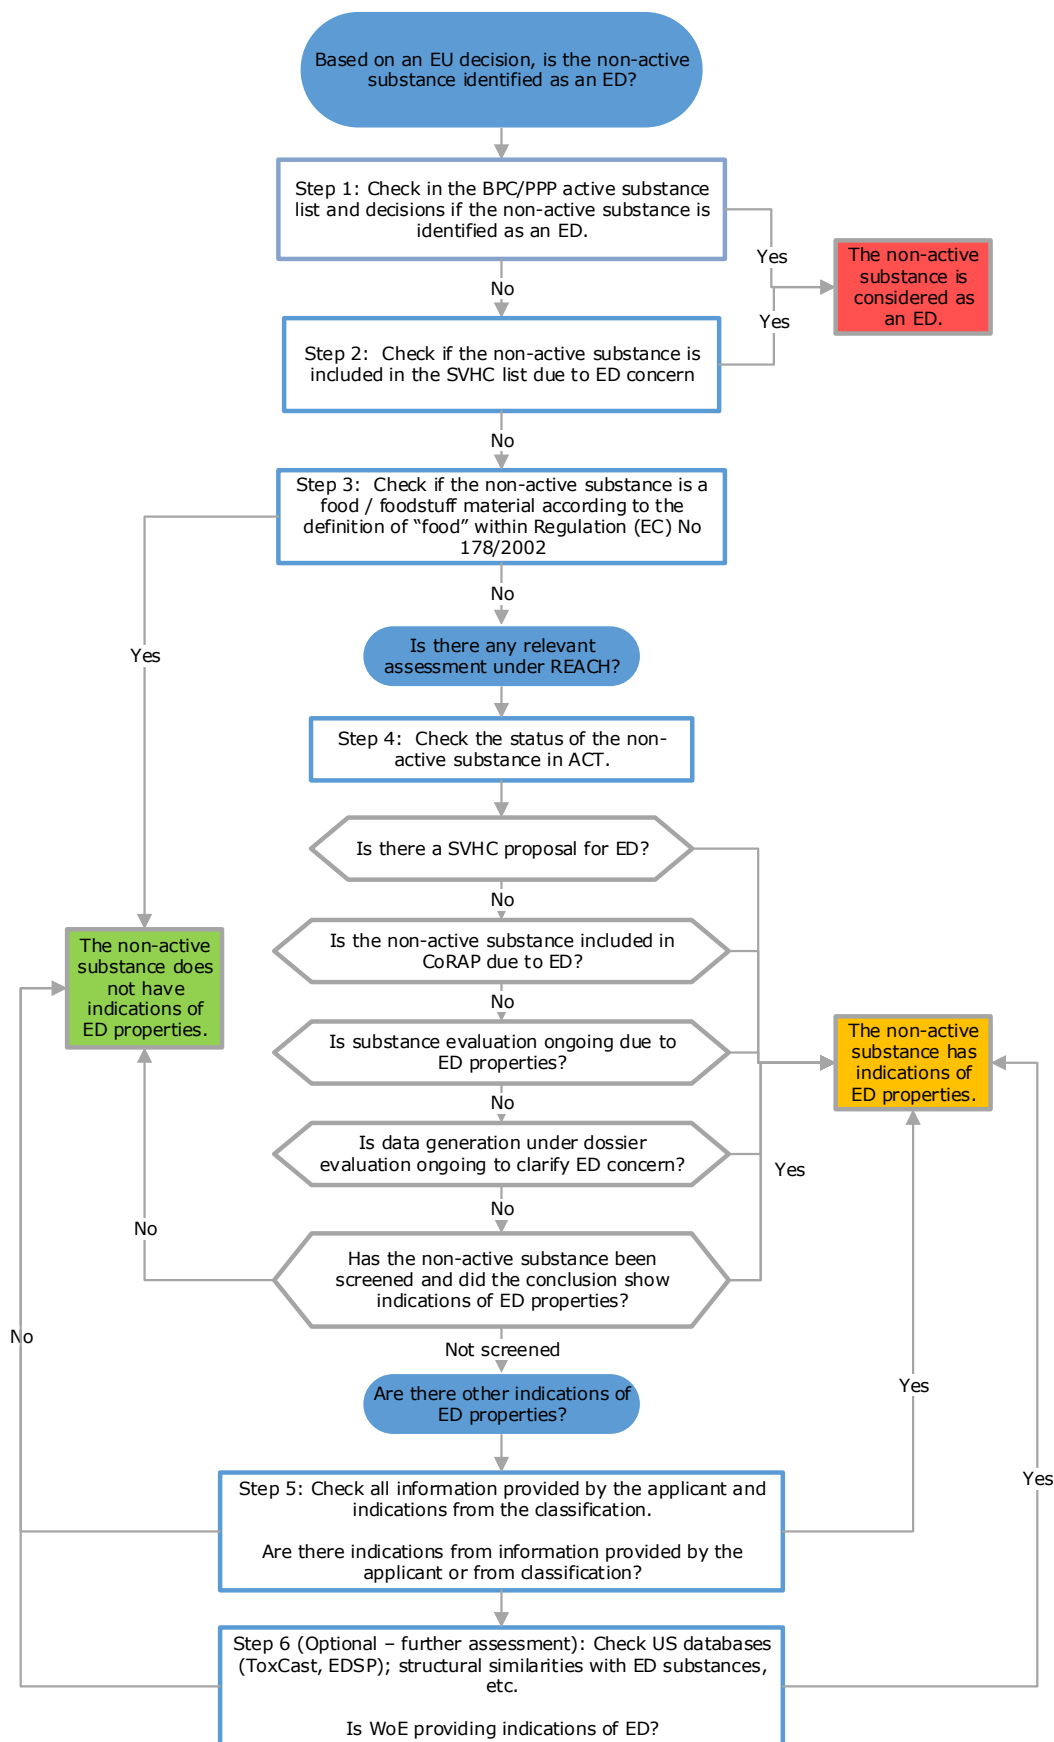 Based on an EU decision, is the non-active
substance identified as an ED?
Step 1: Check in the BPC/PPP active substance
list and decisions if the non-active substance is
identified as an ED.
Yes
The non-active
substance is
considered as
an ED.
No
Yes
Step 2:  Check if the non-active substance is
included in the SVHC list due to ED concern
No
Step 3:  Check if the non-active substance is a
food / foodstuff material according to the
definition of “food” within Regulation (EC) No
178/2002
No
Yes
Is there any relevant
assessment under REACH?
Step 4:  Check the status of the non-
active substance in ACT.
Is there a SVHC proposal for ED?
No
Is the non-active substance included in
CoRAP due to ED?
The non-active
substance does
not have
indications of
ED properties.
No
Is substance evaluation ongoing due to
ED properties?
The non-active
substance has
indications of
ED properties.
No
Is data generation under dossier
evaluation ongoing to clarify ED concern?
Yes
No
No
Has the non-active substance been
screened and did the conclusion show
indications of ED properties?
No
Not screened
Are there other indications of
ED properties?
Yes
Yes
Step 5: Check all information provided by the applicant and
indications from the classification.
Are there indications from information provided by the
applicant or from classification?
Step 6 (Optional – further assessment): Check US databases
(ToxCast, EDSP); structural similarities with ED substances,
etc.
Is WoE providing indications of ED?